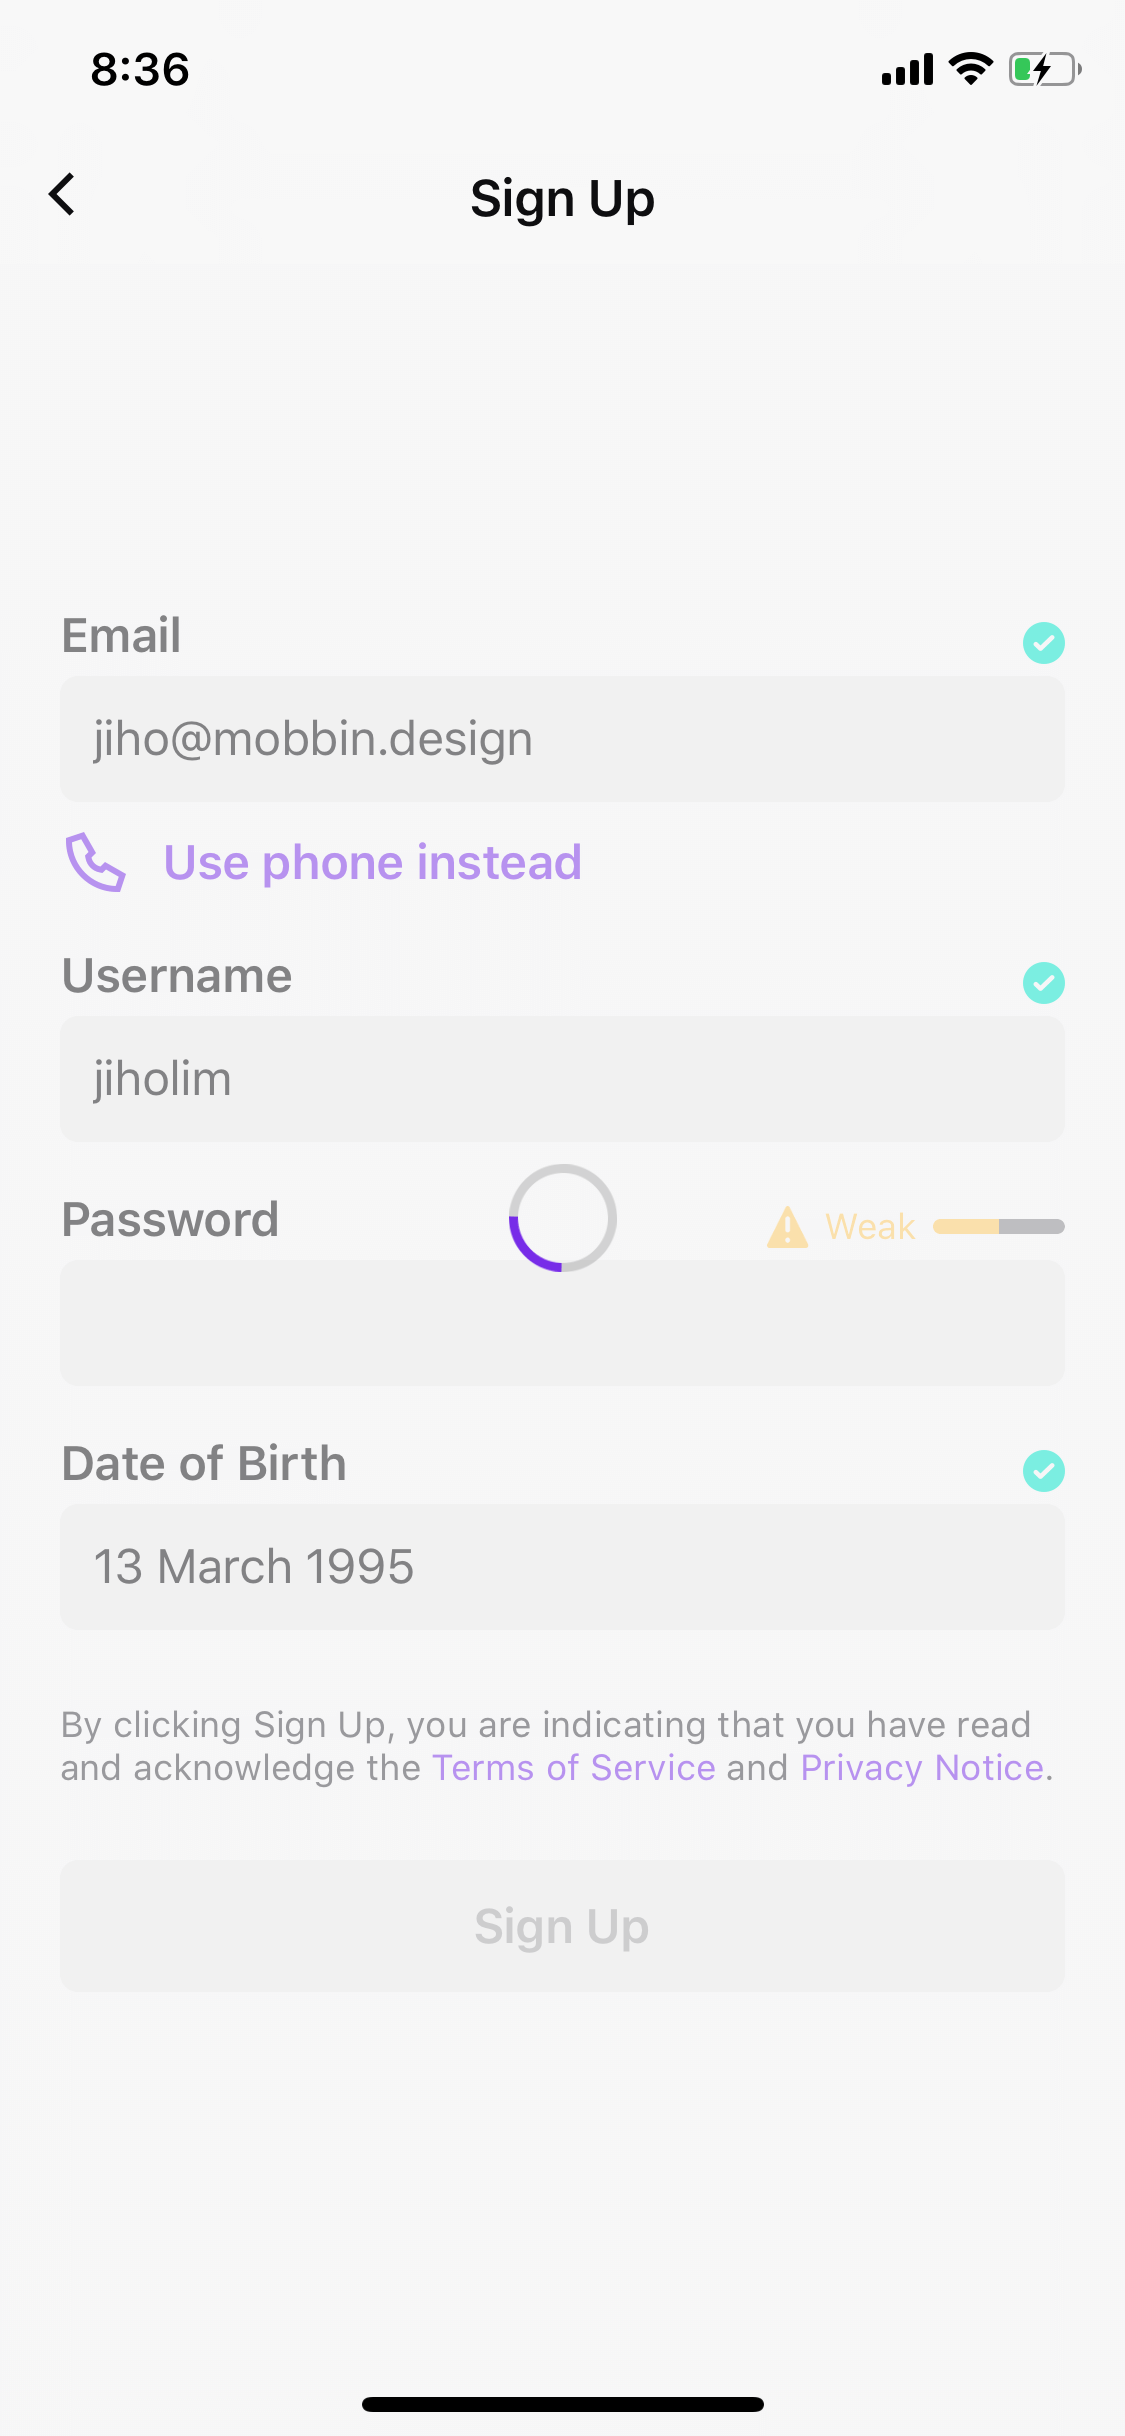 8:36
Sign Up
Email
jiho@mobbin.design
Use phone instead
Username
jiholim
Password
Weak
Date of Birth
13 March 1995
By clicking Sign Up, you are indicating that you have read
and acknowledge the Terms of Service and Privacy Notice.
Sign Up